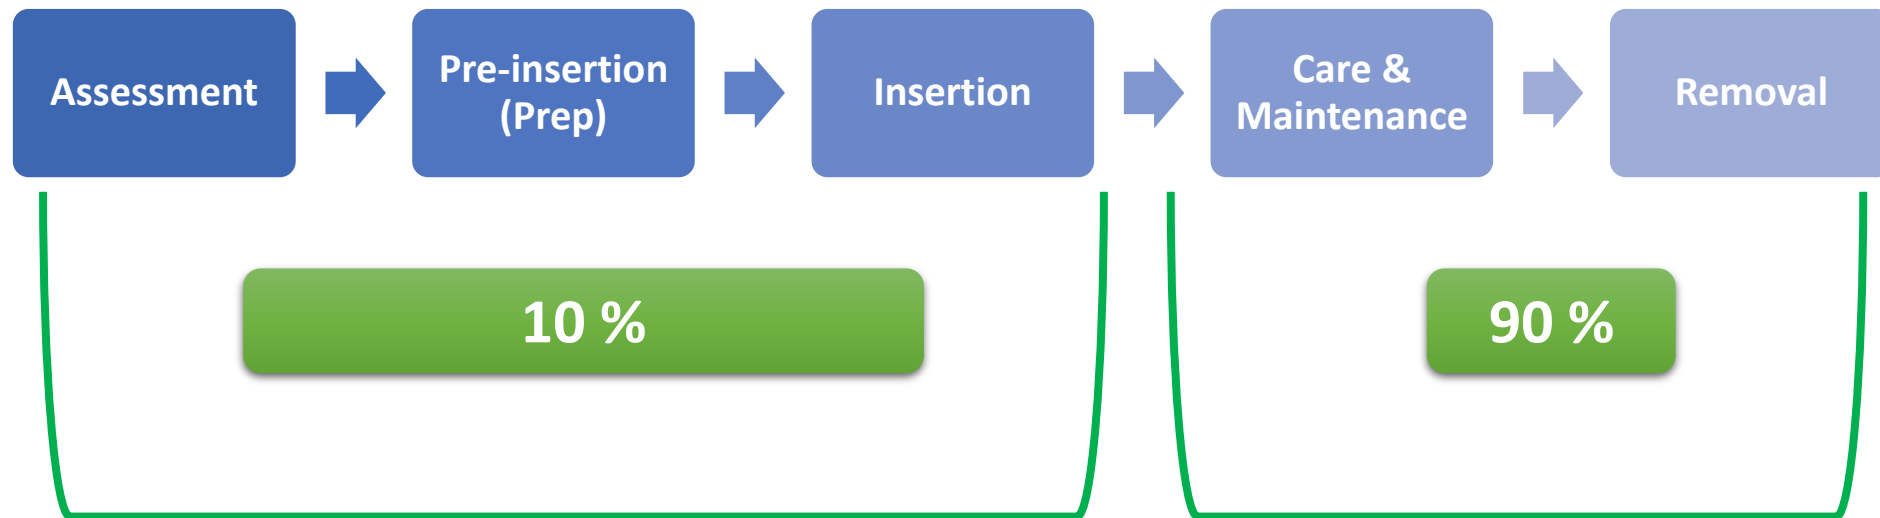 Assessment
Pre-insertion
(Prep)
Insertion
Care &
Maintenance
Removal
10 %
90 %